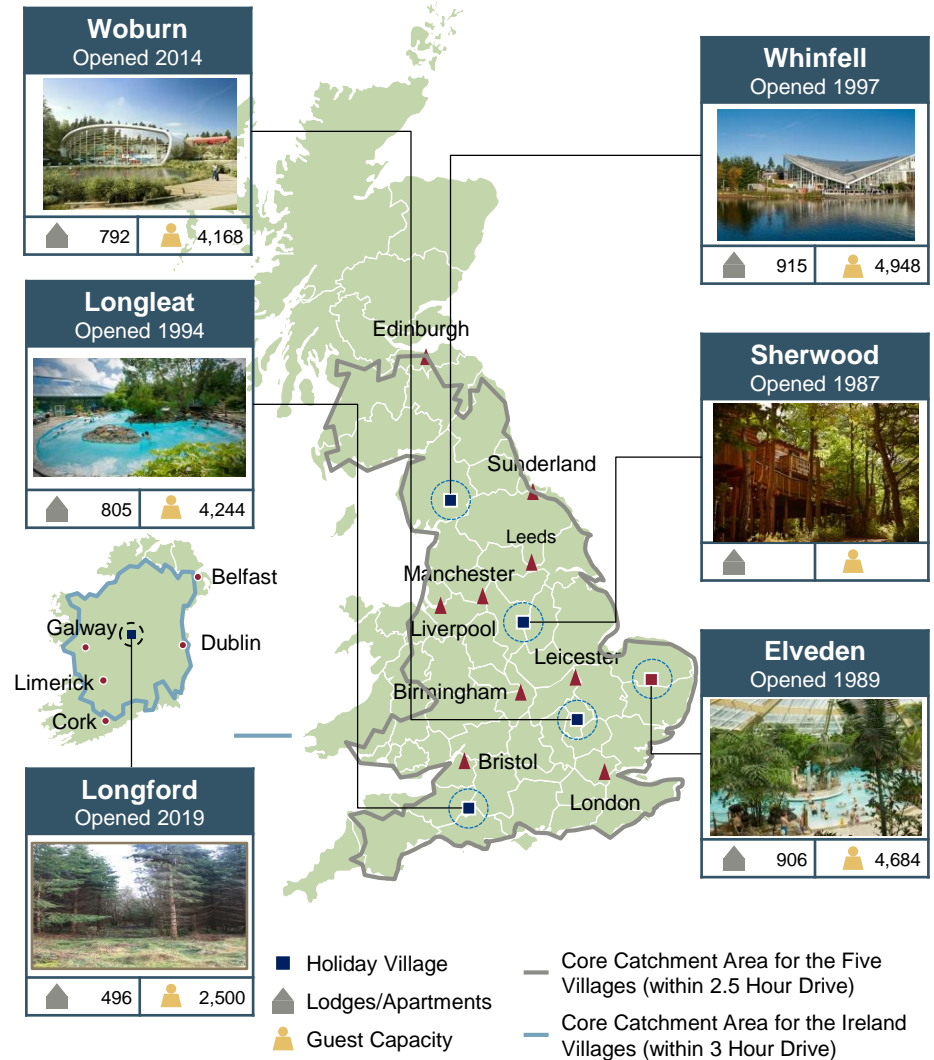 Woburn
Opened 2014
792
4,168
Whinfell
Opened 1997
915
4,948
Longleat
Opened 1994
805
4,244
Sherwood
Opened 1987
Elveden
Opened 1989
906
4,684
Longford
Opened 2019
496
2,500
Edinburgh
Sunderland
Leeds
Manchester
Liverpool
Leicester
Birmingham
Bristol
London
Belfast
Galway
Dublin
Limerick
Cork
Holiday Village
Lodges/Apartments
Guest Capacity
Core Catchment Area for the Five
Villages (within 2.5 Hour Drive)
Core Catchment Area for the Ireland
Villages (within 3 Hour Drive)